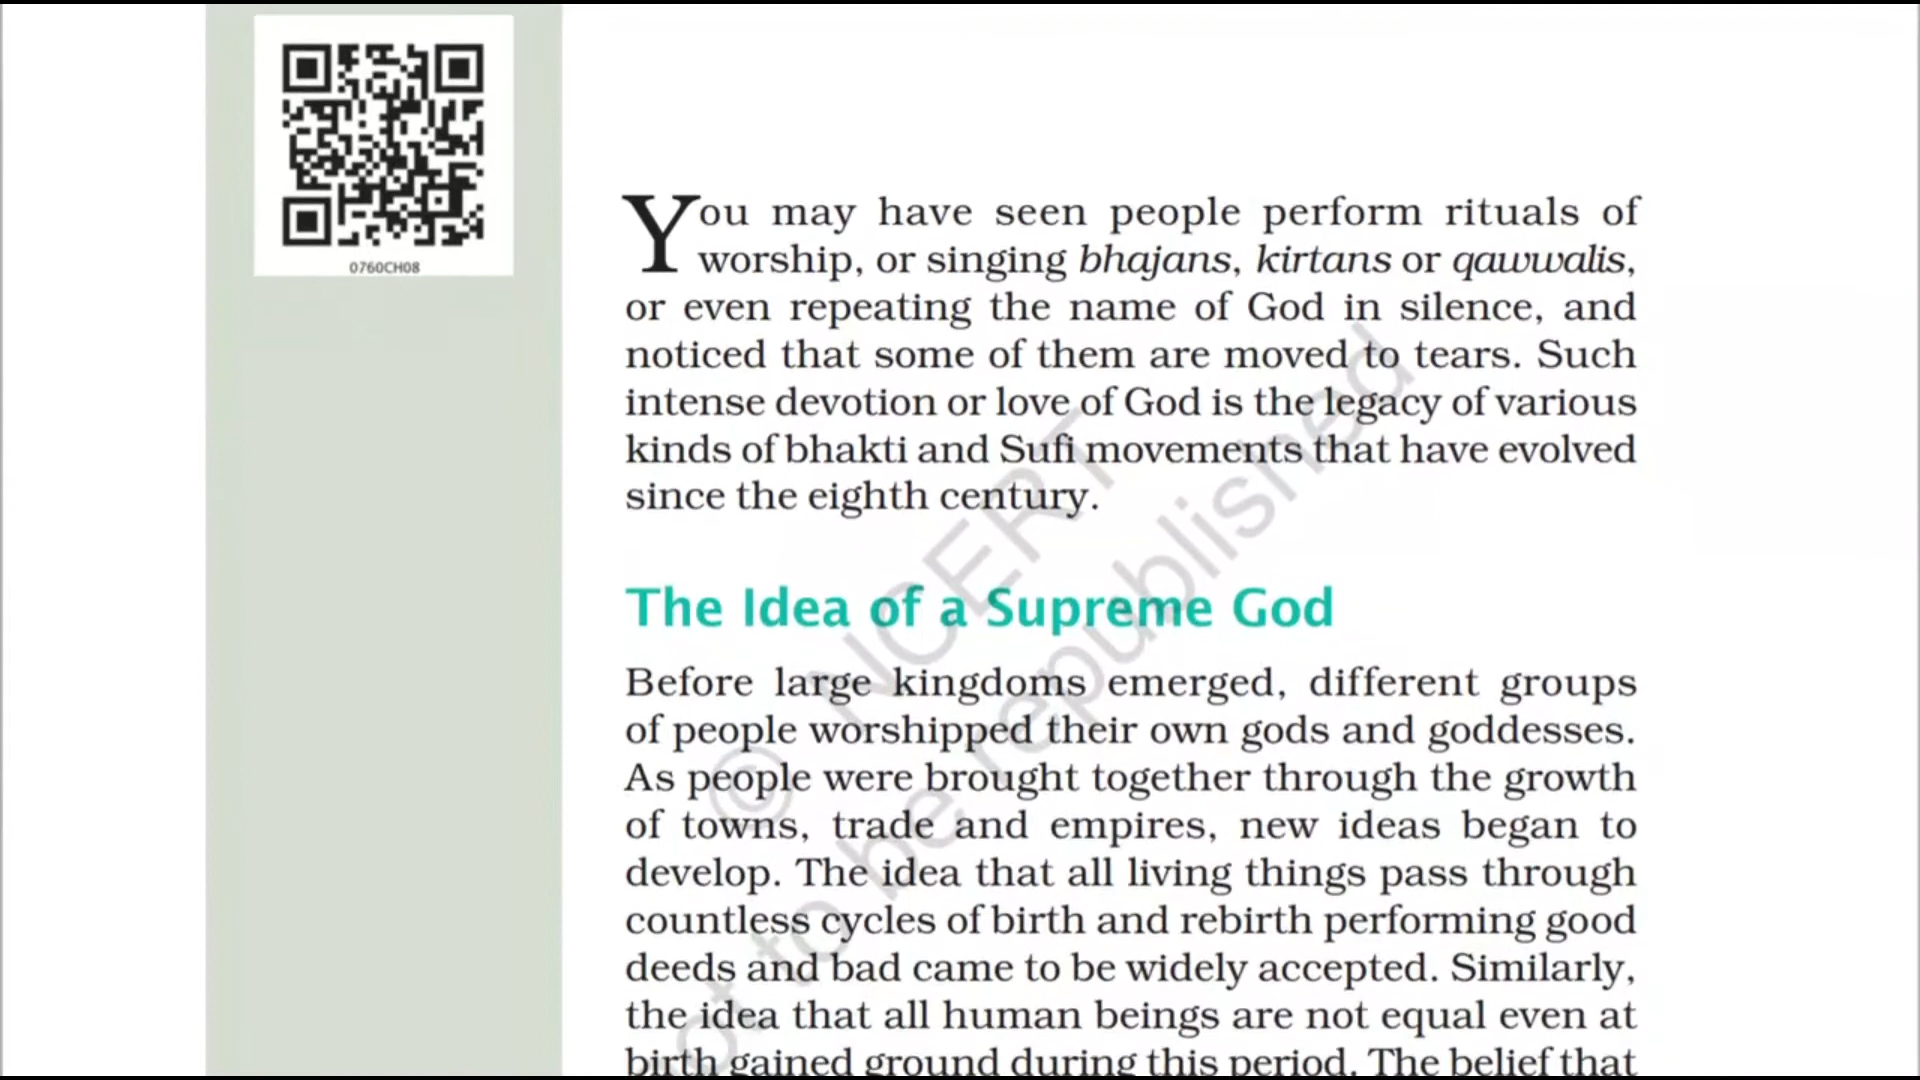 0760CH08
You may have seen people perform rituals of
worship, or singing bhajans, kirtans or qawwalis,
or even repeating the name of God in silence, and
noticed that some of them are moved to tears. Such
intense devotion or love of God is the legacy of various
kinds of bhakti and Sufi movements that have evolved
since the eighth century.
The Idea of a Supreme God
Before large kingdoms emerged, different groups
of people worshipped their own gods and goddesses.
As people were brought together through the growth
of towns, trade and empires, new ideas began to
develop. The idea that all living things pass through
countless cycles of birth and rebirth performing good
deeds and bad came to be widely accepted. Similarly,
the idea that all human beings are not equal even at
birth gained ground during this period. The belief that
© NCERT
not to be republished